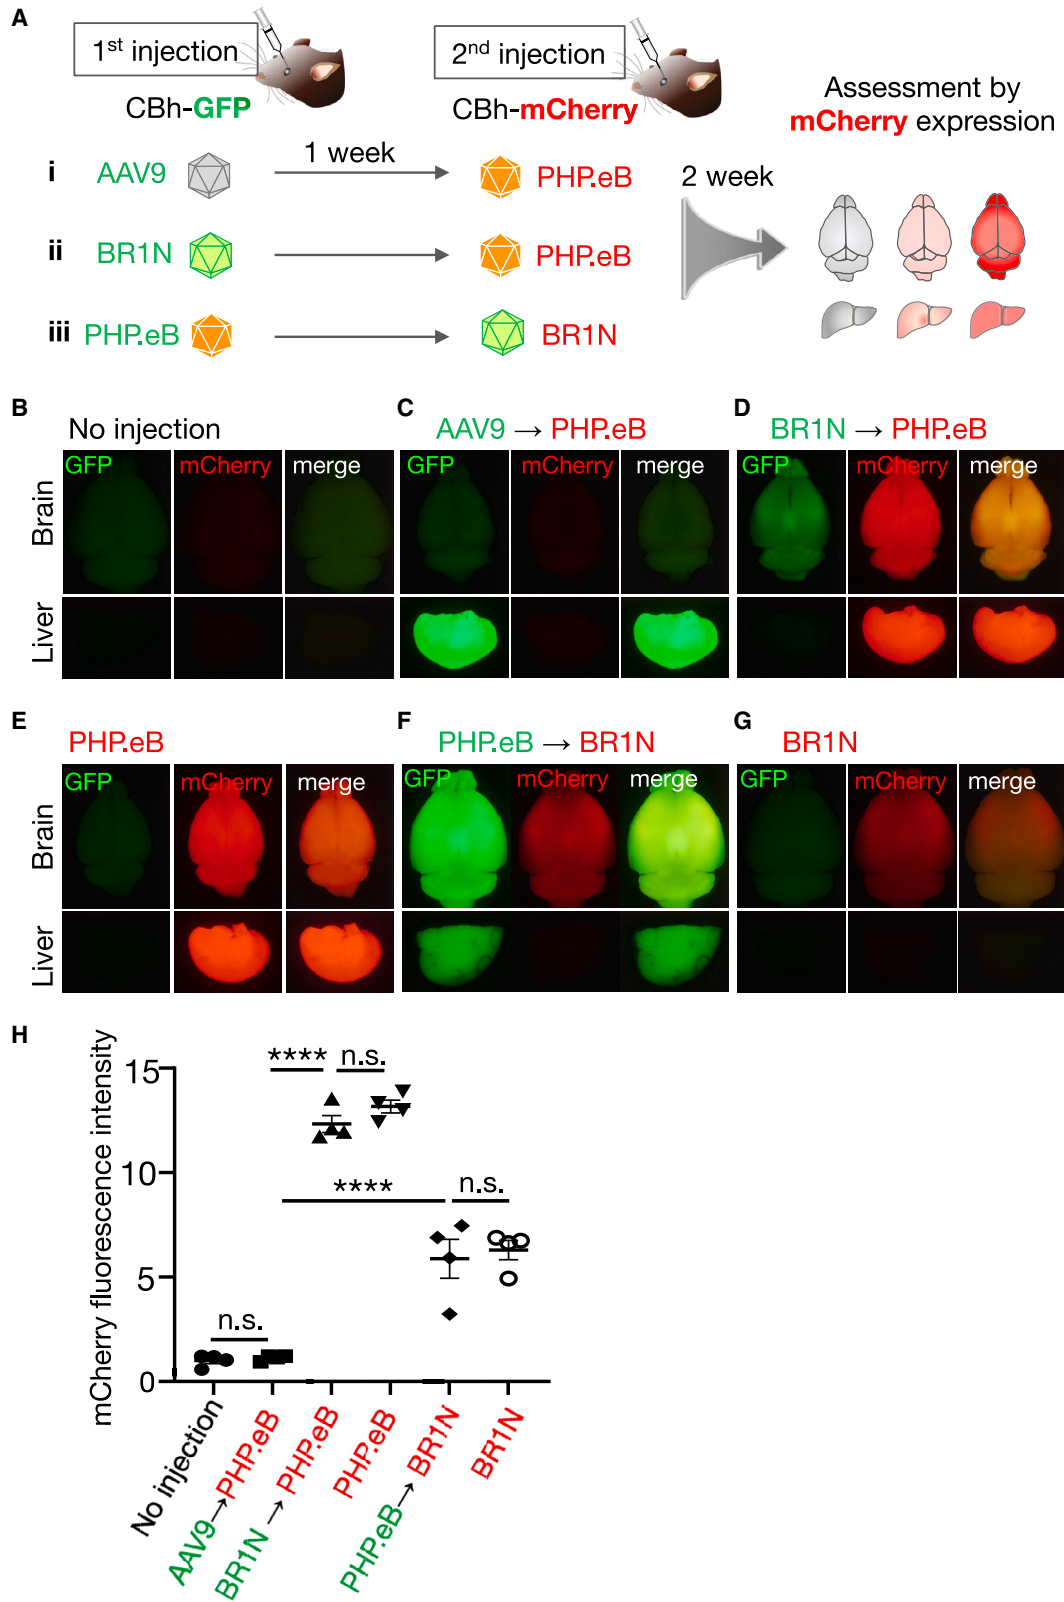 A
1st injection
CBh-GFP
2nd injection
CBh-mCherry
Assessment by
mCherry expression
i AAV9 1 week PHP.eB
2 week
ii BR1N PHP.eB
iii PHP.eB BR1N
B
No injection
C
AAV9 → PHP.eB
D
BR1N → PHP.eB
Brain
GFP mCherry merge
GFP mCherry merge
GFP mCherry merge
Liver
E
PHP.eB
F
PHP.eB → BR1N
G
BR1N
Brain
GFP mCherry merge
GFP mCherry merge
GFP mCherry merge
Liver
H
mCherry fluorescence intensity
15
10
5
0
**** n.s.
**** n.s.
n.s.
No injection
AAV9→PHP.eB
BR1N → PHP.eB
PHP.eB
PHP.eB→ BR1N
BR1N